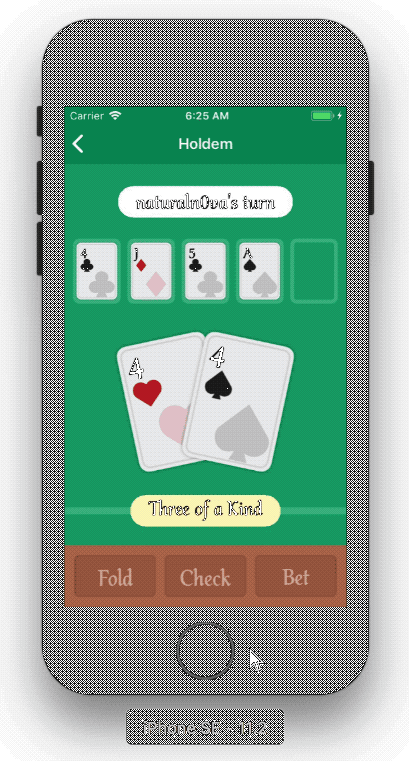 Carrier 6:25 AM
Holdem
naturaln0va's turn
4 J 5 A
4 4
Three of a Kind
Fold Check Bet
iPhone SE - 11.2